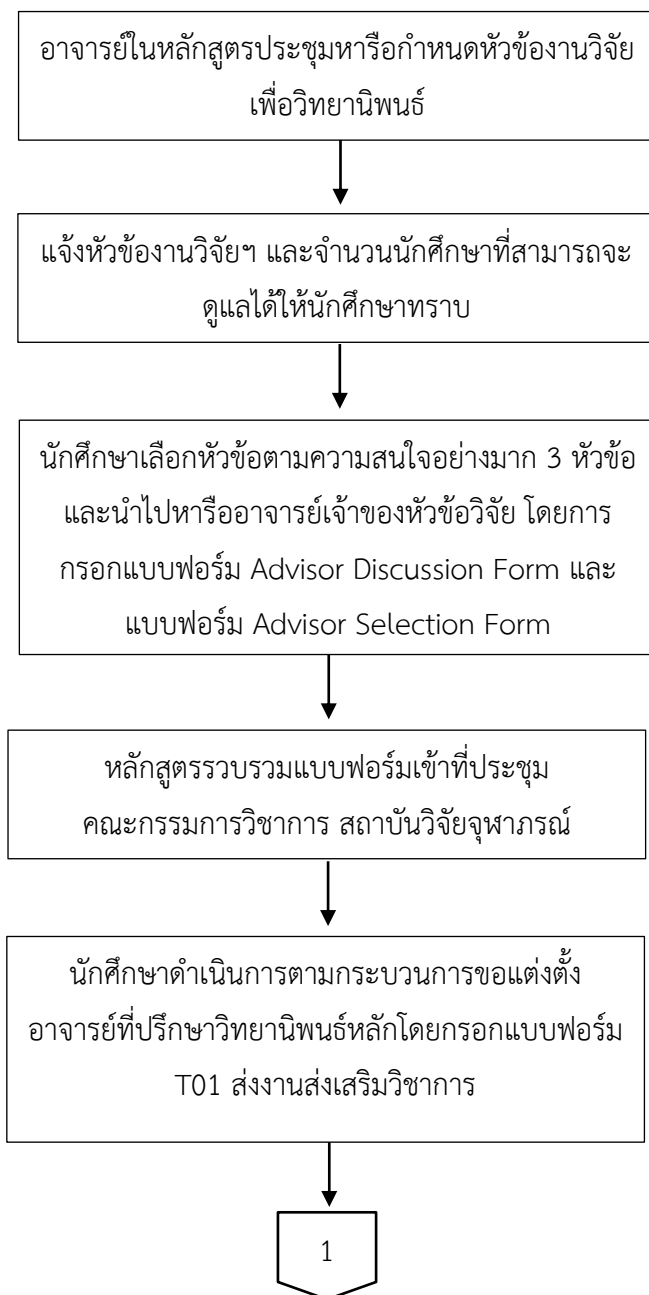 อาจารย์ในหลักสูตรประชุมหารือกำหนดหัวข้องานวิจัย
เพื่อวิทยานิพนธ์
แจ้งหัวข้องานวิจัยฯ และจำนวนนักศึกษาที่สามารถจะ
ดูแลได้ให้นักศึกษาทราบ
นักศึกษาเลือกหัวข้อตามความสนใจอย่างมาก 3 หัวข้อ
และนำไปหารืออาจารย์เจ้าของหัวข้อวิจัย โดยการ
กรอกแบบฟอร์ม Advisor Discussion Form และ
แบบฟอร์ม Advisor Selection Form
หลักสูตรรวบรวมแบบฟอร์มเข้าที่ประชุม
คณะกรรมการวิชาการ สถาบันวิจัยจุฬาภรณ์
นักศึกษาดำเนินการตามกระบวนการขอแต่งตั้ง
อาจารย์ที่ปรึกษาวิทยานิพนธ์หลักโดยกรอกแบบฟอร์ม
T01 ส่งงานส่งเสริมวิชาการ
1